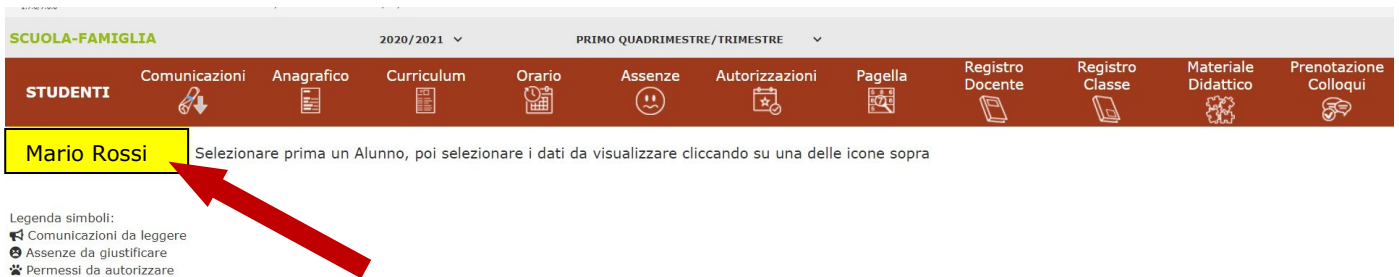 SCUOLA-FAMIGLIA 2020/2021 PRIMO QUADRIMESTRE/TRIMESTRE
STUDENTI Comunicazioni Anagrafico Curriculum Orario Assenze Autorizzazioni Pagella Registro Docente Registro Classe Materiale Didattico Prenotazione Colloqui
Mario Rossi Selezionare prima un Alunno, poi selezionare i dati da visualizzare cliccando su una delle icone sopra
Legenda simboli:
Comunicazioni da leggere
Assenze da giustificare
Permessi da autorizzare